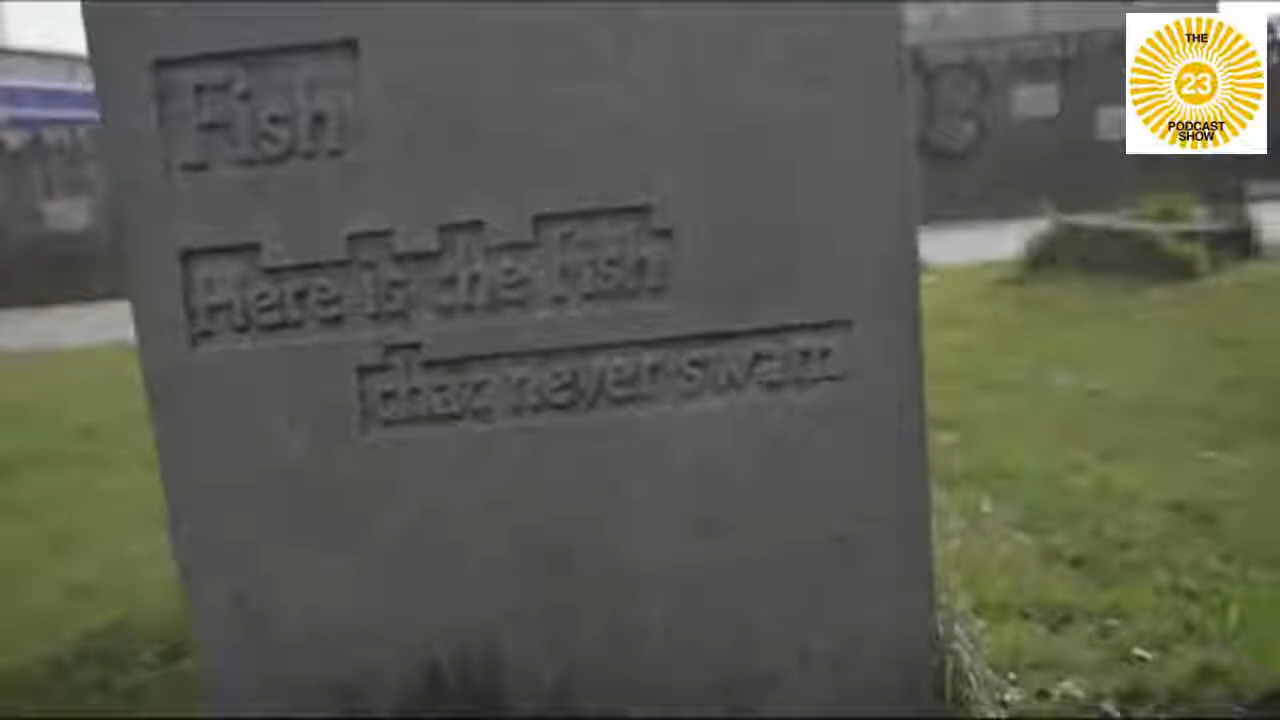 Fish
Here is the fish
that never swam
THE
23
PODCAST
SHOW